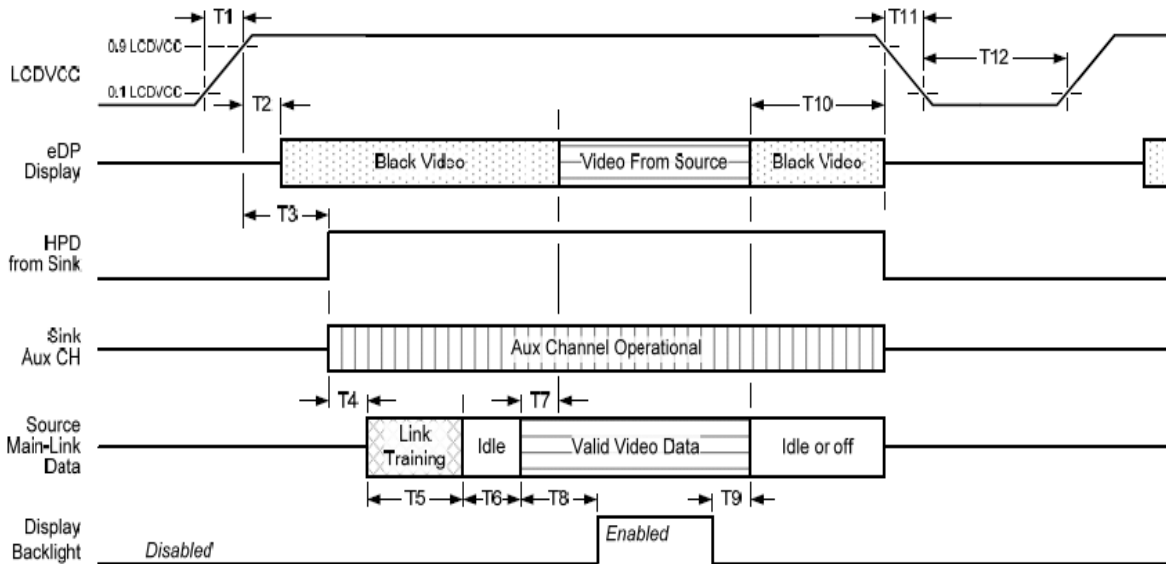 T1
T11
0.9 LCDVCC
T12
LCDVCC
0.1 LCDVCC
T2
T10
eDP
Display
Black Video
Video From Source
Black Video
T3
HPD
from Sink
Sink
Aux CH
Aux Channel Operational
T4
T7
Source
Main-Link
Data
Link
Training
Idle
Valid Video Data
Idle or off
T5
T6
T8
T9
Display
Backlight
Disabled
Enabled